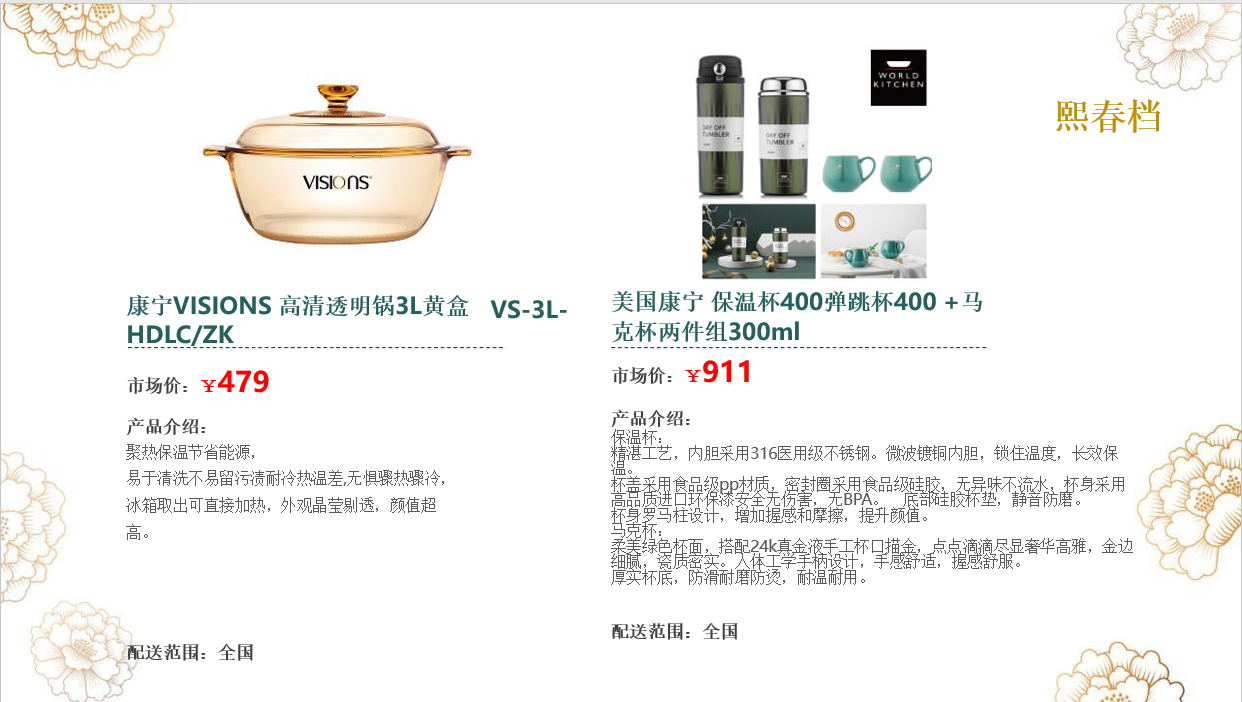 熙春档
VISIONS
WORLD
KITCHEN
DAY OFF
TUMBLER
DAY OFF
TUMBLER
康宁VISIONS 高清透明锅3L黄盒 VS-3L-
HDLC/ZK
市场价：￥479
产品介绍：
聚热保温节省能源，
易于清洗不易留污渍耐冷热温差,无惧骤热骤冷，
冰箱取出可直接加热，外观晶莹剔透，颜值超
高。
配送范围：全国
美国康宁 保温杯400弹跳杯400 +马
克杯两件组300ml
市场价：￥911
产品介绍：
保温杯：
精湛工艺，内胆采用316医用级不锈钢。微波镀铜内胆，锁住温度，长效保
温。
杯盖采用食品级pp材质，密封圈采用食品级硅胶，无异味不流水，杯身采用
高品质进口环保漆安全无伤害，无BPA。 底部硅胶杯垫，静音防磨。
杯身罗马柱设计，增加握感和摩擦，提升颜值。
马克杯：
柔美绿色杯面，搭配24k真金液手工杯口描金，点点滴滴尽显奢华高雅，金边
细腻，瓷质密实。人体工学手柄设计，手感舒适，握感舒服。
厚实杯底，防滑耐磨防烫，耐温耐用。
配送范围：全国